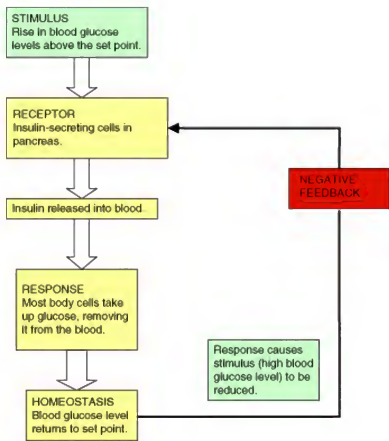 STIMULUS
Rise in blood glucose
levels above the set point.
RECEPTOR
Insulin-secreting cells in
pancreas.
NEGATIVE
FEEDBACK
Insulin released into blood.
RESPONSE
Most body cells take
up glucose, removing
it from the blood.
Response causes
stimulus (high blood
glucose level) to be
reduced.
HOMEOSTASIS
Blood glucose level
returns to set point.